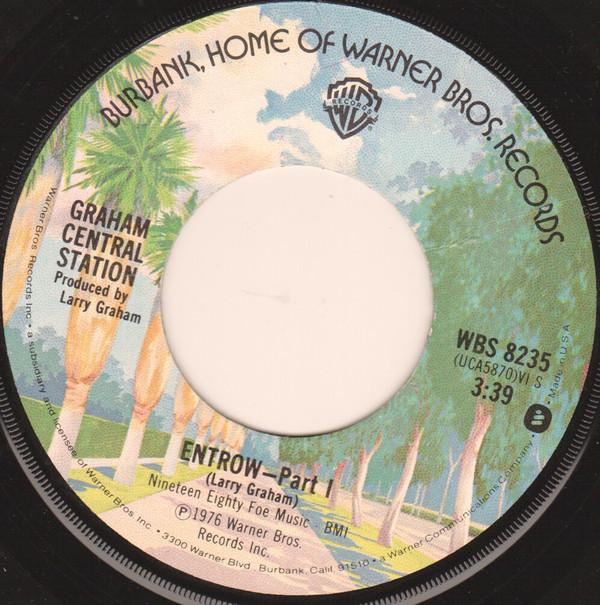 BURBANK, HOME OF WARNER BROS. RECORDS
WB
RECORDS
®
GRAHAM
CENTRAL
STATION
Produced by
Larry Graham
WBS 8235
(UCA5870)VI S
3:39
ENTROW–Part I
(Larry Graham)
Nineteen Eighty Foe Music - BMI
℗1976 Warner Bros.
Records Inc.
Warner Bros. Records Inc. • a subsidiary and licensee of Warner Bros. Inc. • 3300 Warner Blvd., Burbank, Calif. 91510 • a Warner Communications Company. • Made in U.S.A.